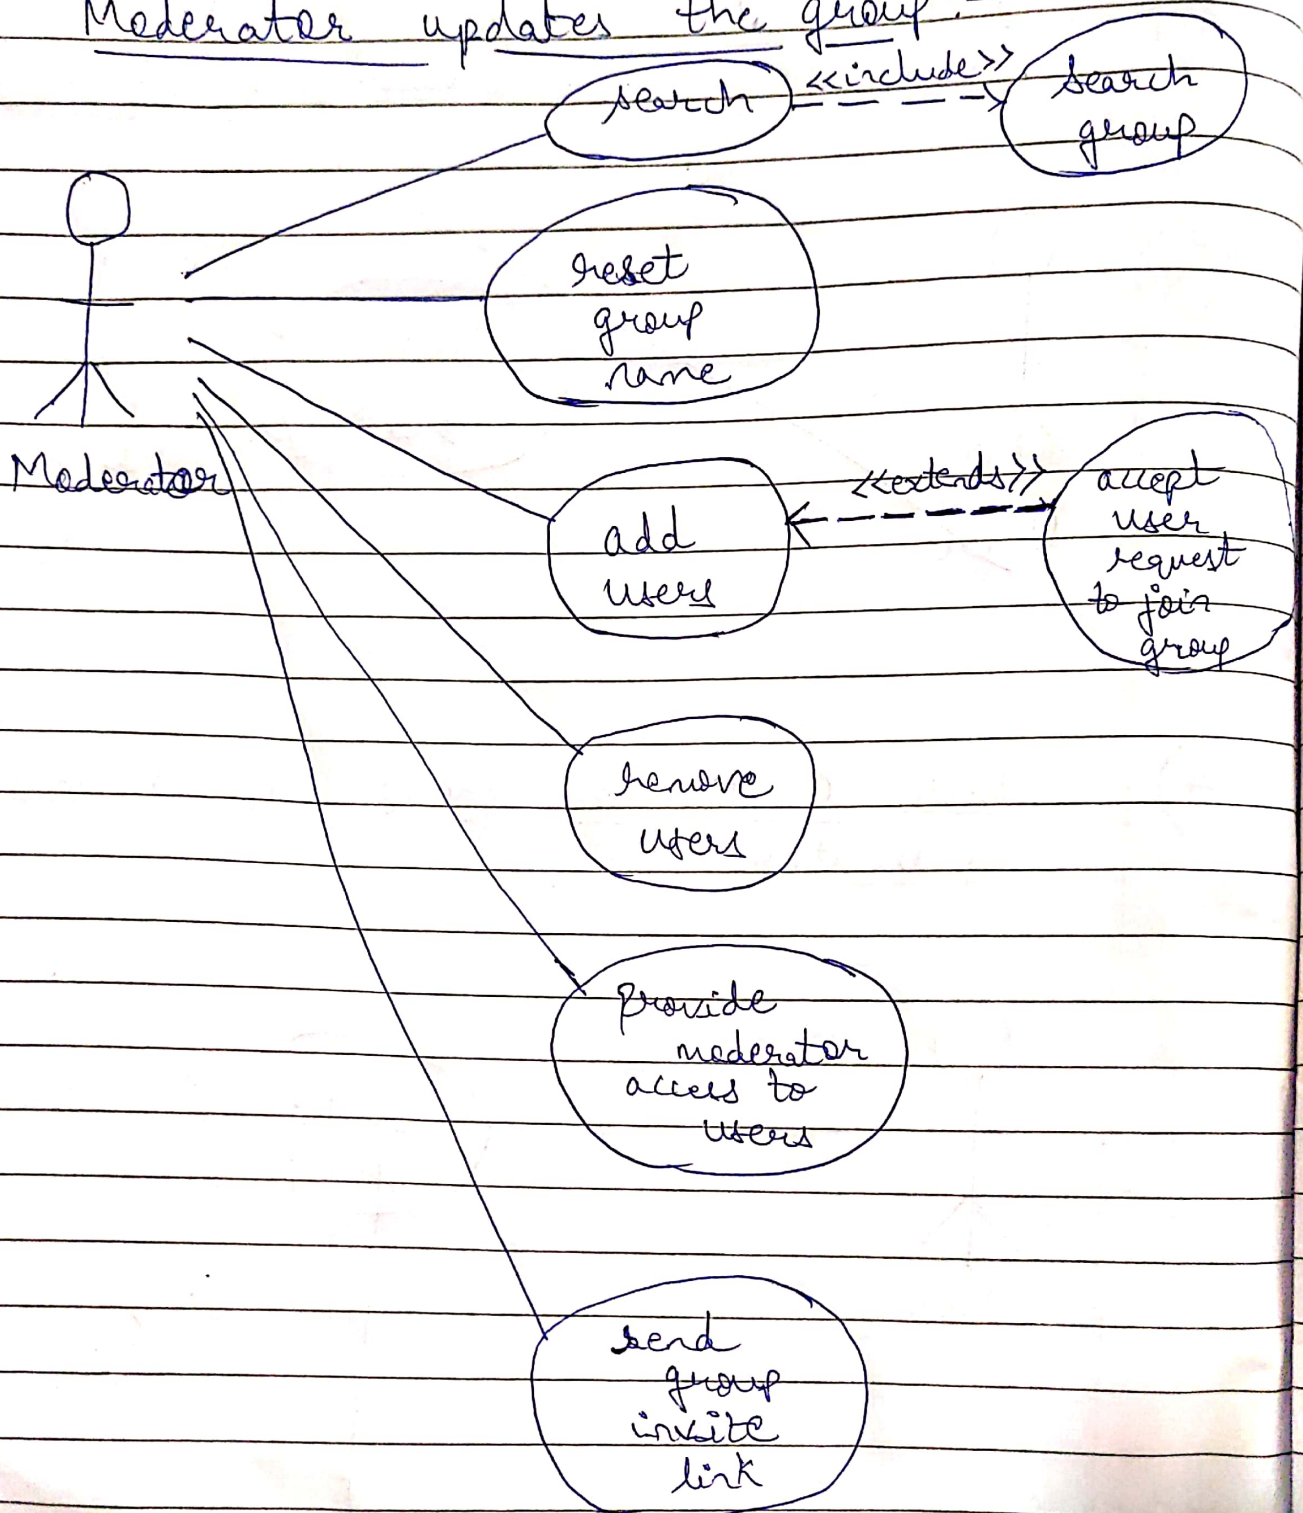 Moderator updates the group.
search
<<include>>
search
group
reset
group
name
Moderator
add
users
<<extends>>
accept
user
request
to join
group
remove
users
provide
moderator
access to
users
send
group
invite
link